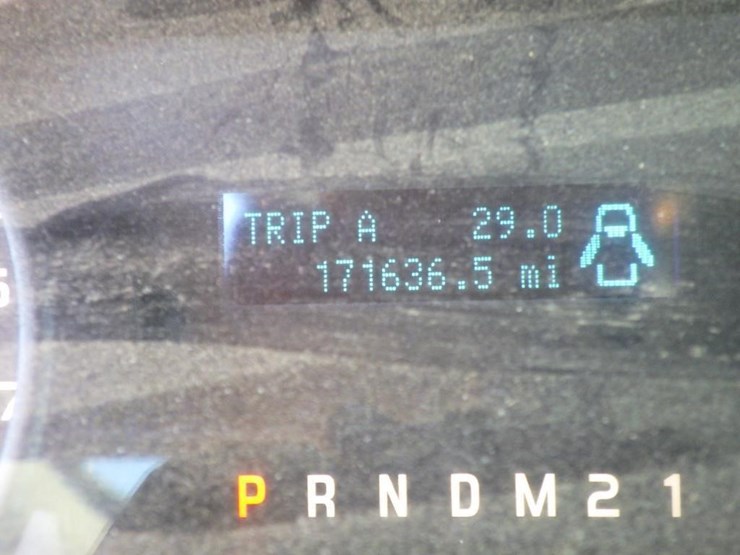 TRIP A 29.0
171636.5 mi
P R N D M 2 1